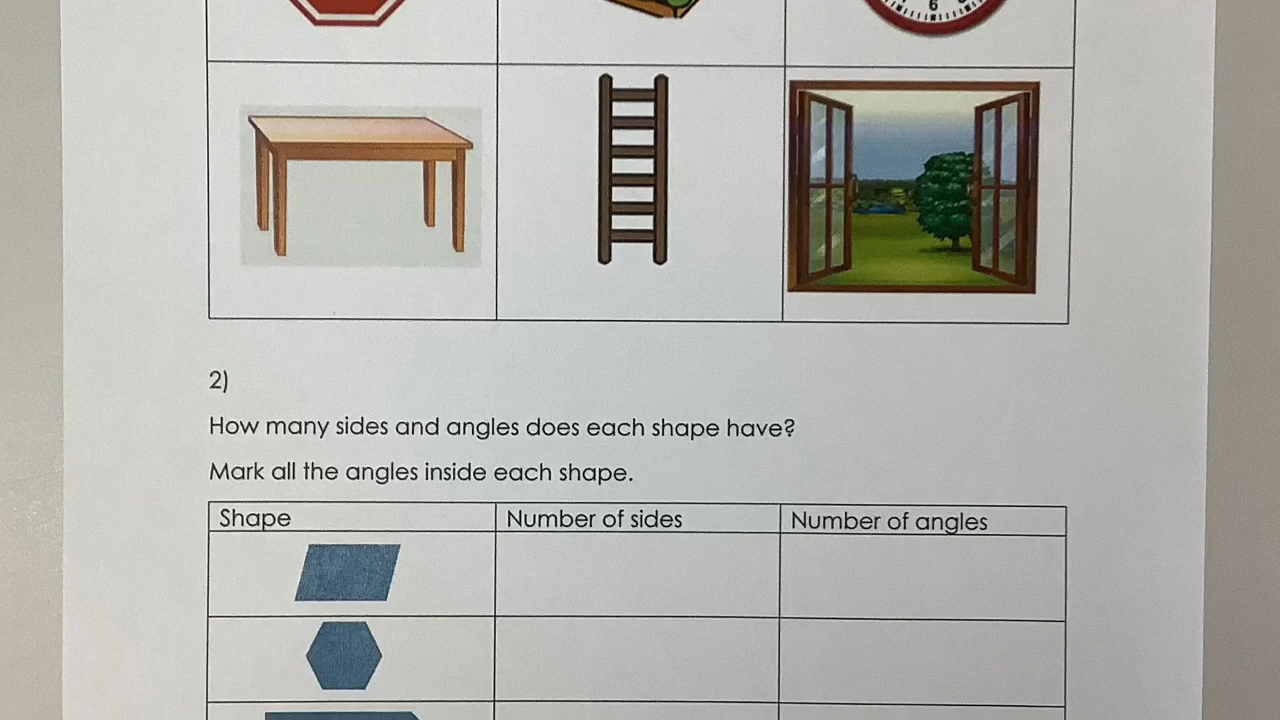 6
2)
How many sides and angles does each shape have?
Mark all the angles inside each shape.
Shape Number of sides Number of angles